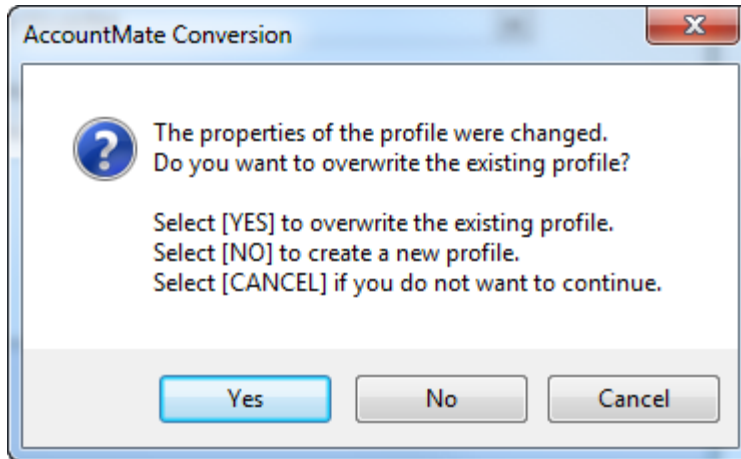 AccountMate Conversion
The properties of the profile were changed.
Do you want to overwrite the existing profile?
Select [YES] to overwrite the existing profile.
Select [NO] to create a new profile.
Select [CANCEL] if you do not want to continue.
Yes No Cancel